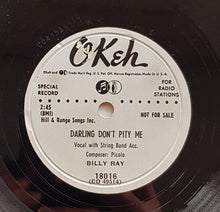 OKeh
Okeh and Trade Marks Reg. U.S. Pat. Off. Marcas Registradas Made In U.S.A.
SPECIAL
RECORD
FOR
RADIO
STATIONS
2:45
(BMI)
Hill & Range Songs Inc.
NOT FOR SALE
DARLING DON'T PITY ME
Vocal with String Band Acc.
Composer: Picolo
BILLY RAY
18016
(CO 49514)